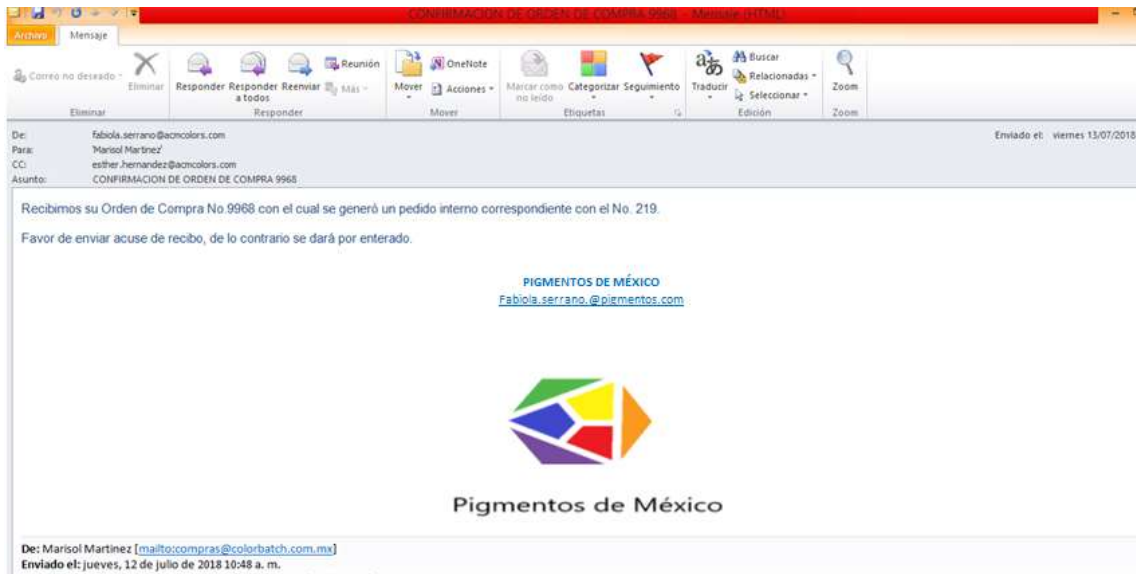 CONFIRMACION DE ORDEN DE COMPRA 9968 - Mensaje (HTML)
Archivo Mensaje
Correo no deseado
Eliminar
Responder
Responder a todos
Reenviar
Reunión
Más
Mover
OneNote
Acciones
Marcar como no leído
Categorizar
Seguimiento
Traducir
Buscar
Relacionadas
Seleccionar
Zoom
Eliminar Responder Mover Etiquetas Edición Zoom
De: fabiola.serrano@acmcolors.com Enviado el: viernes 13/07/2018
Para: 'Marisol Martinez'
CC: esther.hernandez@acmcolors.com
Asunto: CONFIRMACION DE ORDEN DE COMPRA 9968
Recibimos su Orden de Compra No.9968 con el cual se generó un pedido interno correspondiente con el No. 219.
Favor de enviar acuse de recibo, de lo contrario se dará por enterado.
PIGMENTOS DE MÉXICO
Fabiola.serrano.@pigmentos.com
Pigmentos de México
De: Marisol Martinez [mailto:compras@colorbatch.com.mx]
Enviado el: jueves, 12 de julio de 2018 10:48 a. m.